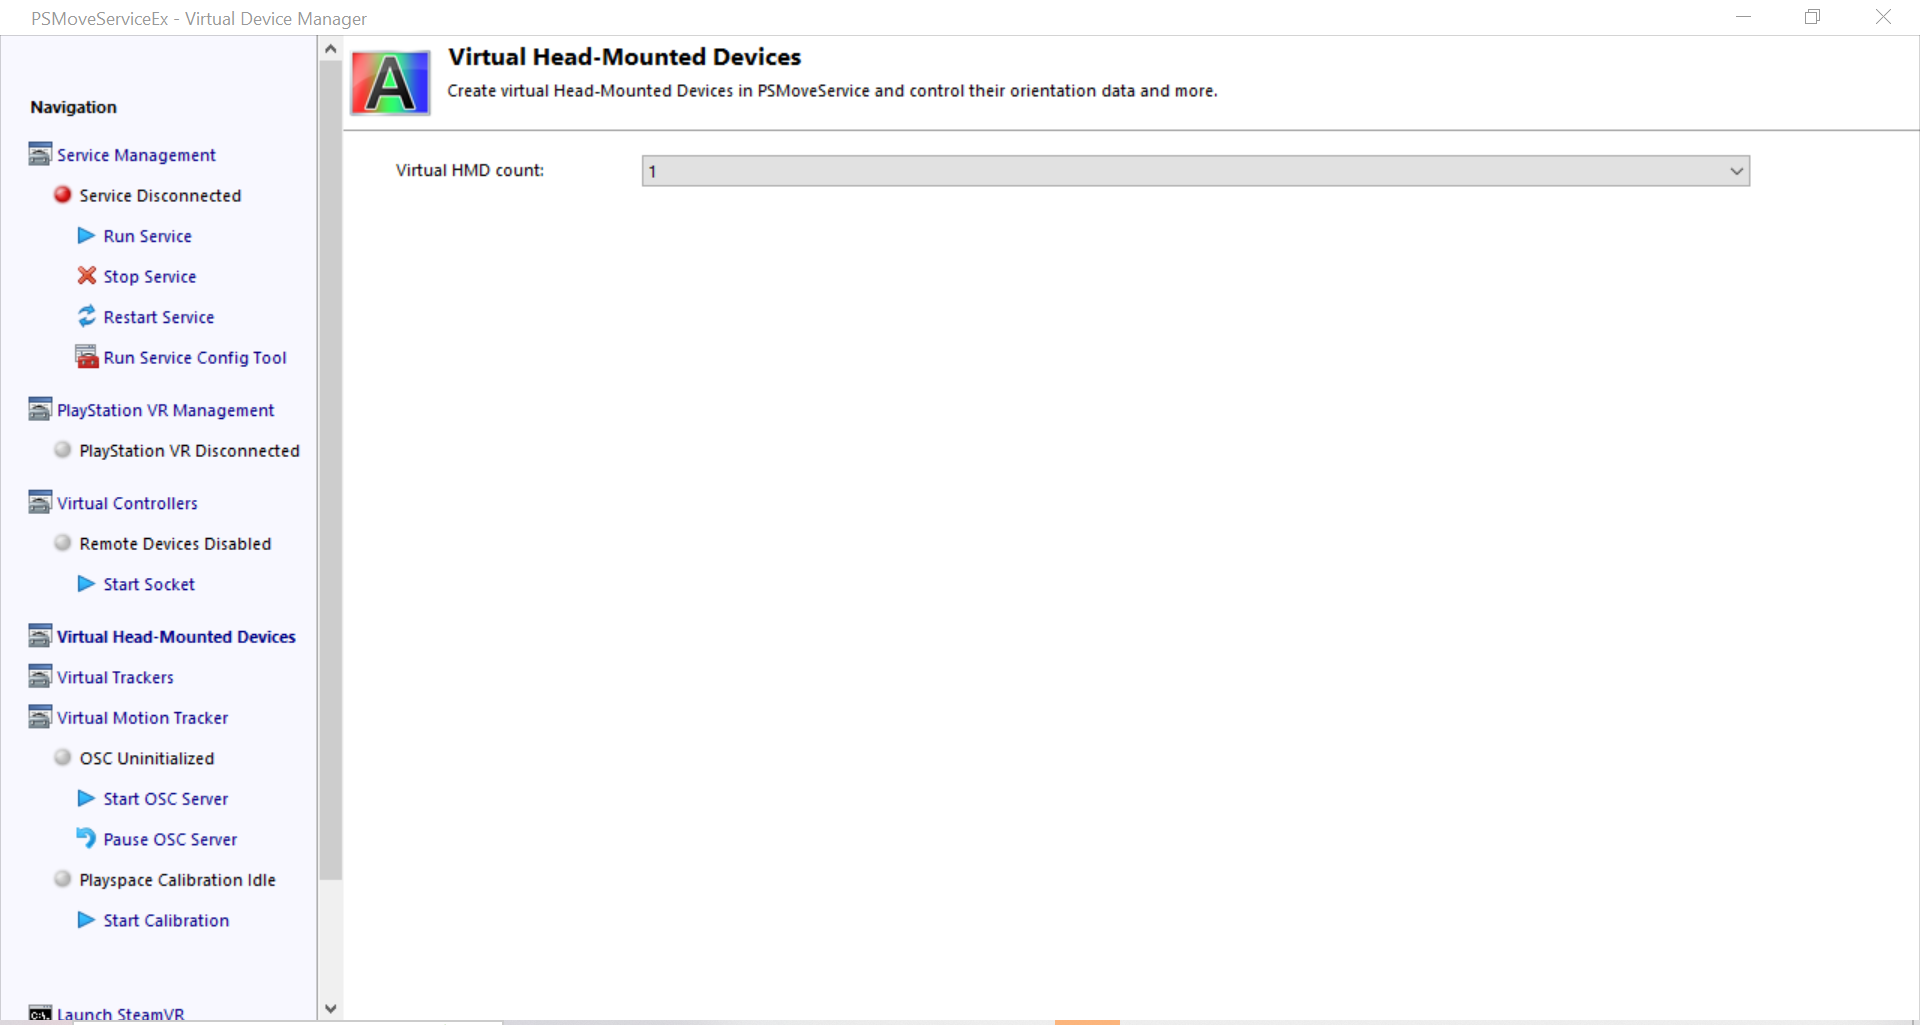 PSMoveServiceEx - Virtual Device Manager
Navigation
Service Management
Service Disconnected
Run Service
Stop Service
Restart Service
Run Service Config Tool
PlayStation VR Management
PlayStation VR Disconnected
Virtual Controllers
Remote Devices Disabled
Start Socket
Virtual Head-Mounted Devices
Virtual Trackers
Virtual Motion Tracker
OSC Uninitialized
Start OSC Server
Pause OSC Server
Playspace Calibration Idle
Start Calibration
Launch SteamVR
A
Virtual Head-Mounted Devices
Create virtual Head-Mounted Devices in PSMoveService and control their orientation data and more.
Virtual HMD count:
1